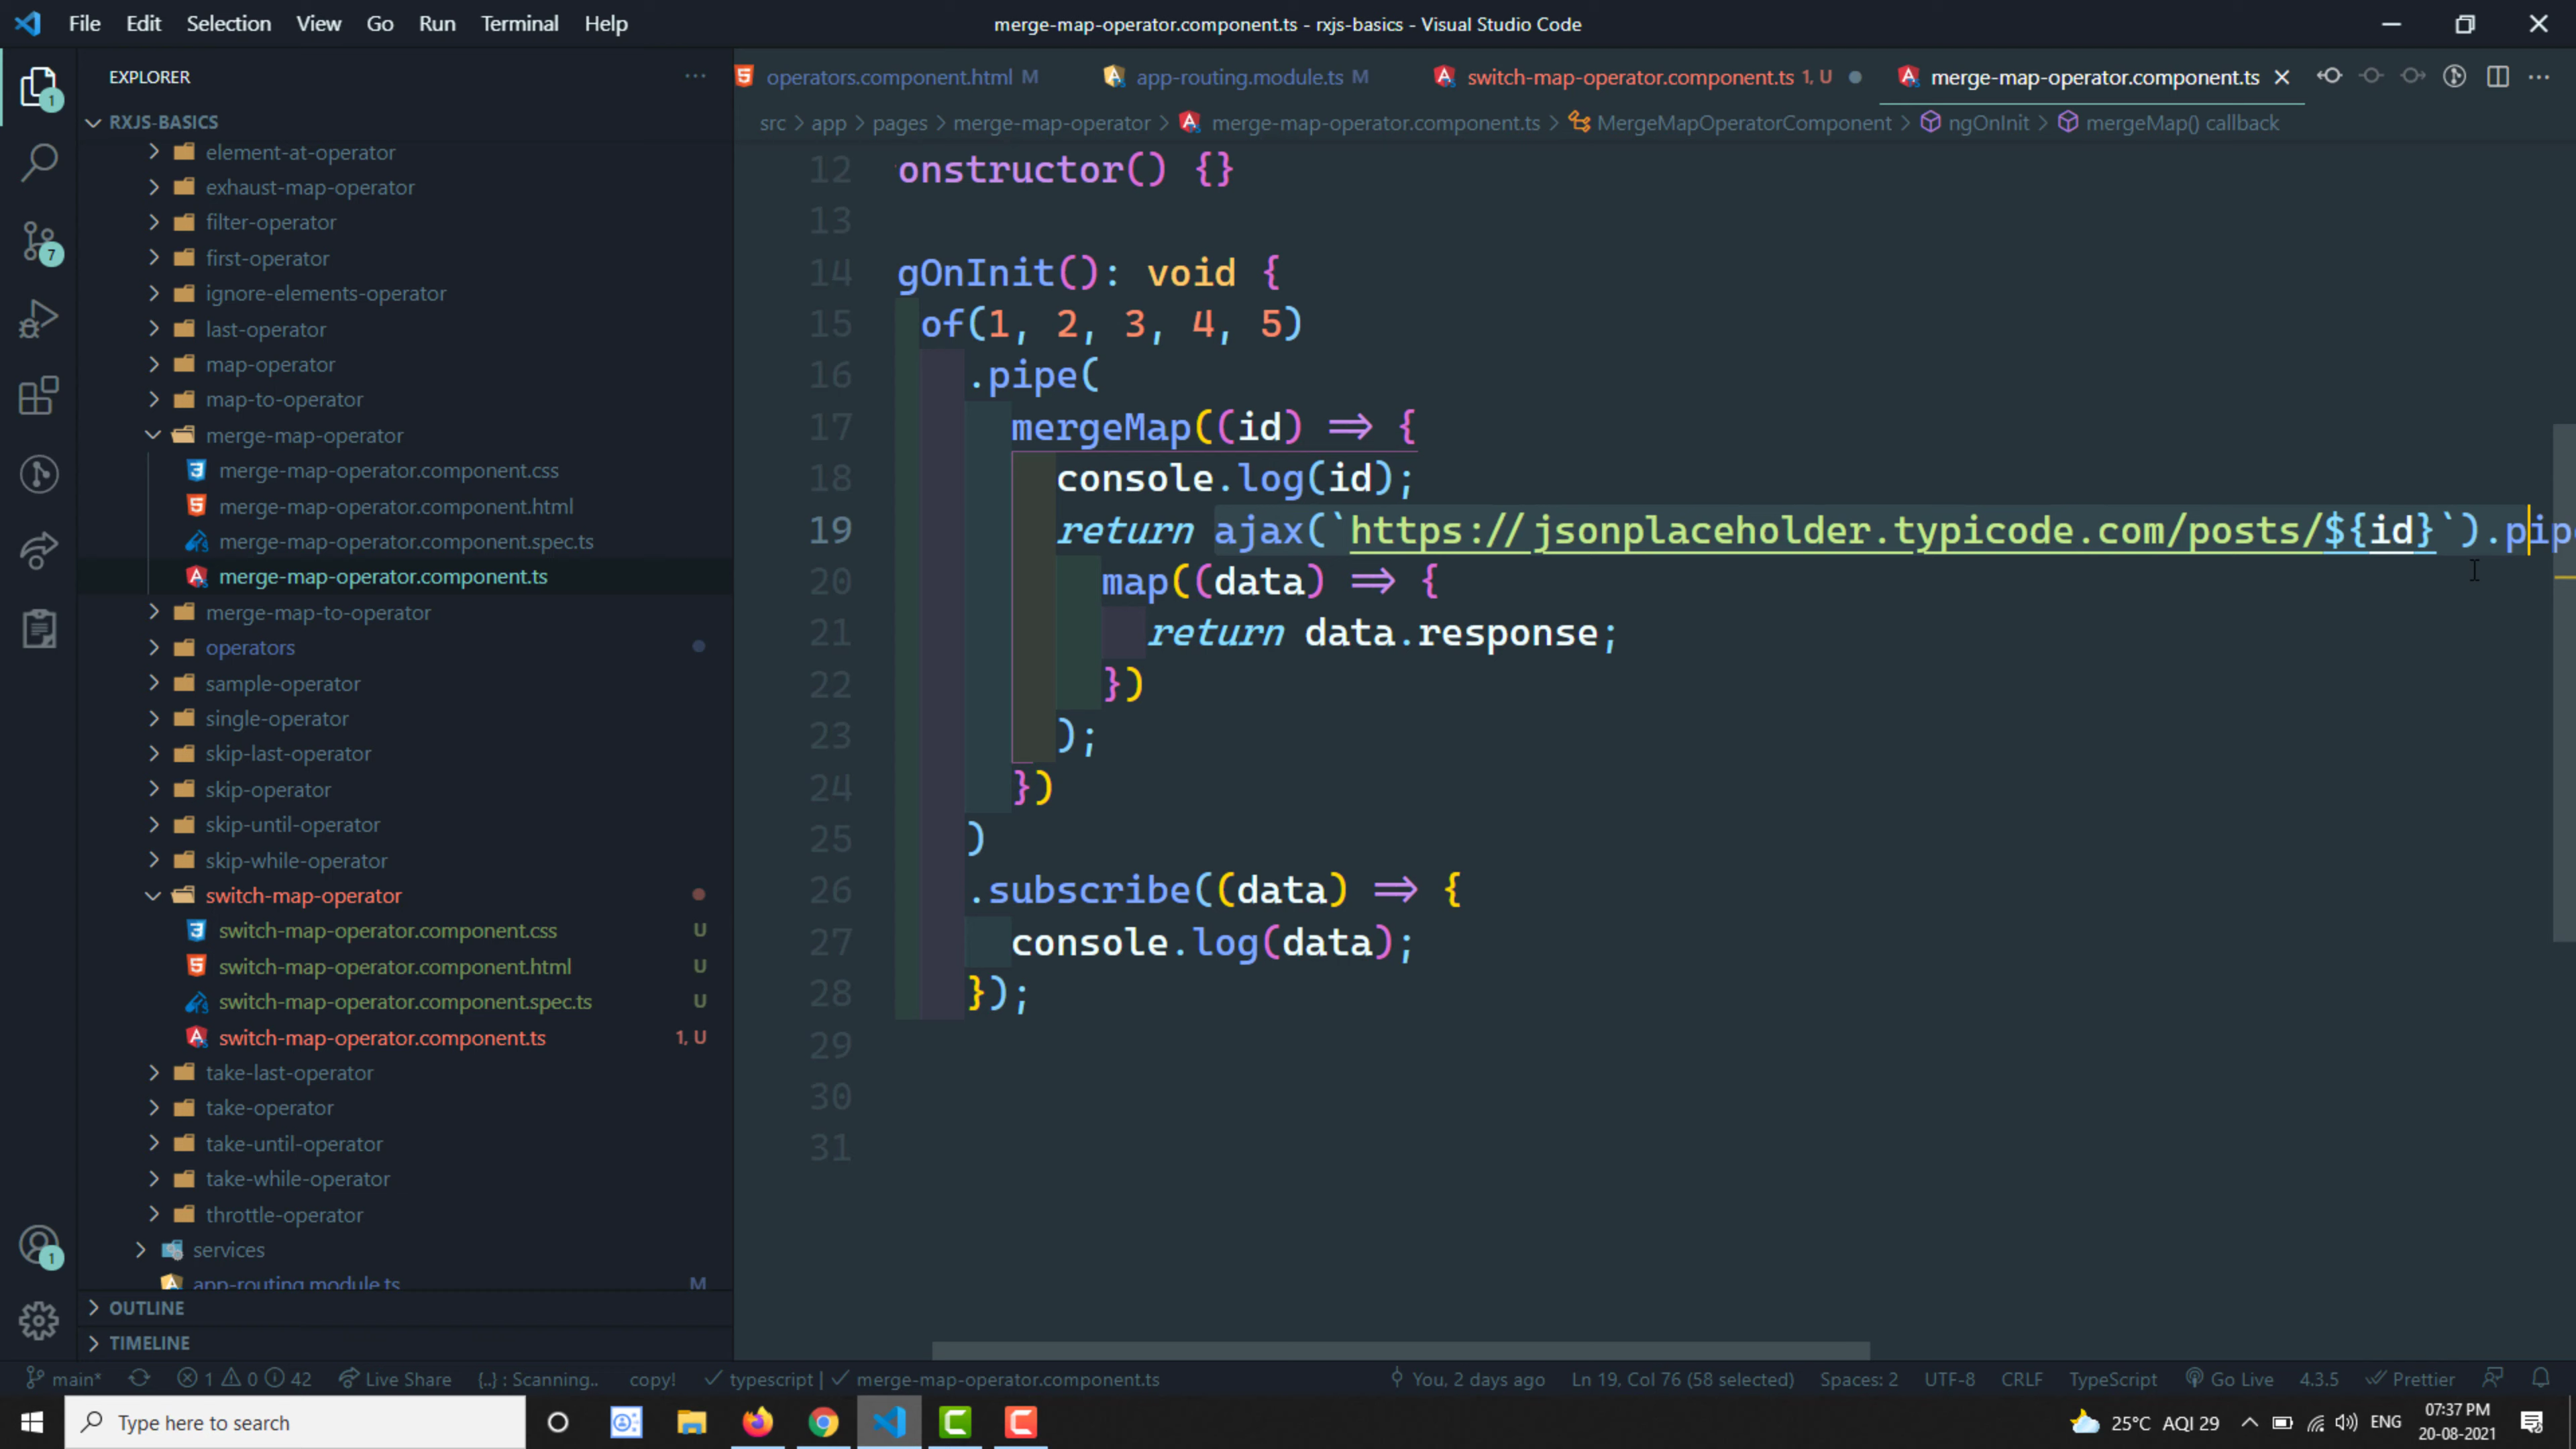 File Edit Selection View Go Run Terminal Help
merge-map-operator.component.ts - rxjs-basics - Visual Studio Code
EXPLORER
operators.component.html M
app-routing.module.ts M
switch-map-operator.component.ts 1, U
merge-map-operator.component.ts
src > app > pages > merge-map-operator > merge-map-operator.component.ts > MergeMapOperatorComponent > ngOnInit > mergeMap() callback
RXJS-BASICS
element-at-operator
exhaust-map-operator
filter-operator
first-operator
ignore-elements-operator
last-operator
map-operator
map-to-operator
merge-map-operator
merge-map-operator.component.css
merge-map-operator.component.html
merge-map-operator.component.spec.ts
merge-map-operator.component.ts
merge-map-to-operator
operators
sample-operator
single-operator
skip-last-operator
skip-operator
skip-until-operator
skip-while-operator
switch-map-operator
switch-map-operator.component.css U
switch-map-operator.component.html U
switch-map-operator.component.spec.ts U
switch-map-operator.component.ts 1, U
take-last-operator
take-operator
take-until-operator
take-while-operator
throttle-operator
services
app-routing.module.ts M
OUTLINE
TIMELINE
1
7
1
12 onstructor() {}
13
14 gOnInit(): void {
15 of(1, 2, 3, 4, 5)
16 .pipe(
17 mergeMap((id) => {
18 console.log(id);
19 return ajax(`https://jsonplaceholder.typicode.com/posts/${id}`).pip
20 map((data) => {
21 return data.response;
22 })
23 );
24 })
25 )
26 .subscribe((data) => {
27 console.log(data);
28 });
29
30
31
main* 1 0 42 Live Share {..} : Scanning.. copy! typescript | merge-map-operator.component.ts You, 2 days ago Ln 19, Col 76 (58 selected) Spaces: 2 UTF-8 CRLF TypeScript Go Live 4.3.5 Prettier
Type here to search
25°C AQI 29 ENG 07:37 PM
20-08-2021